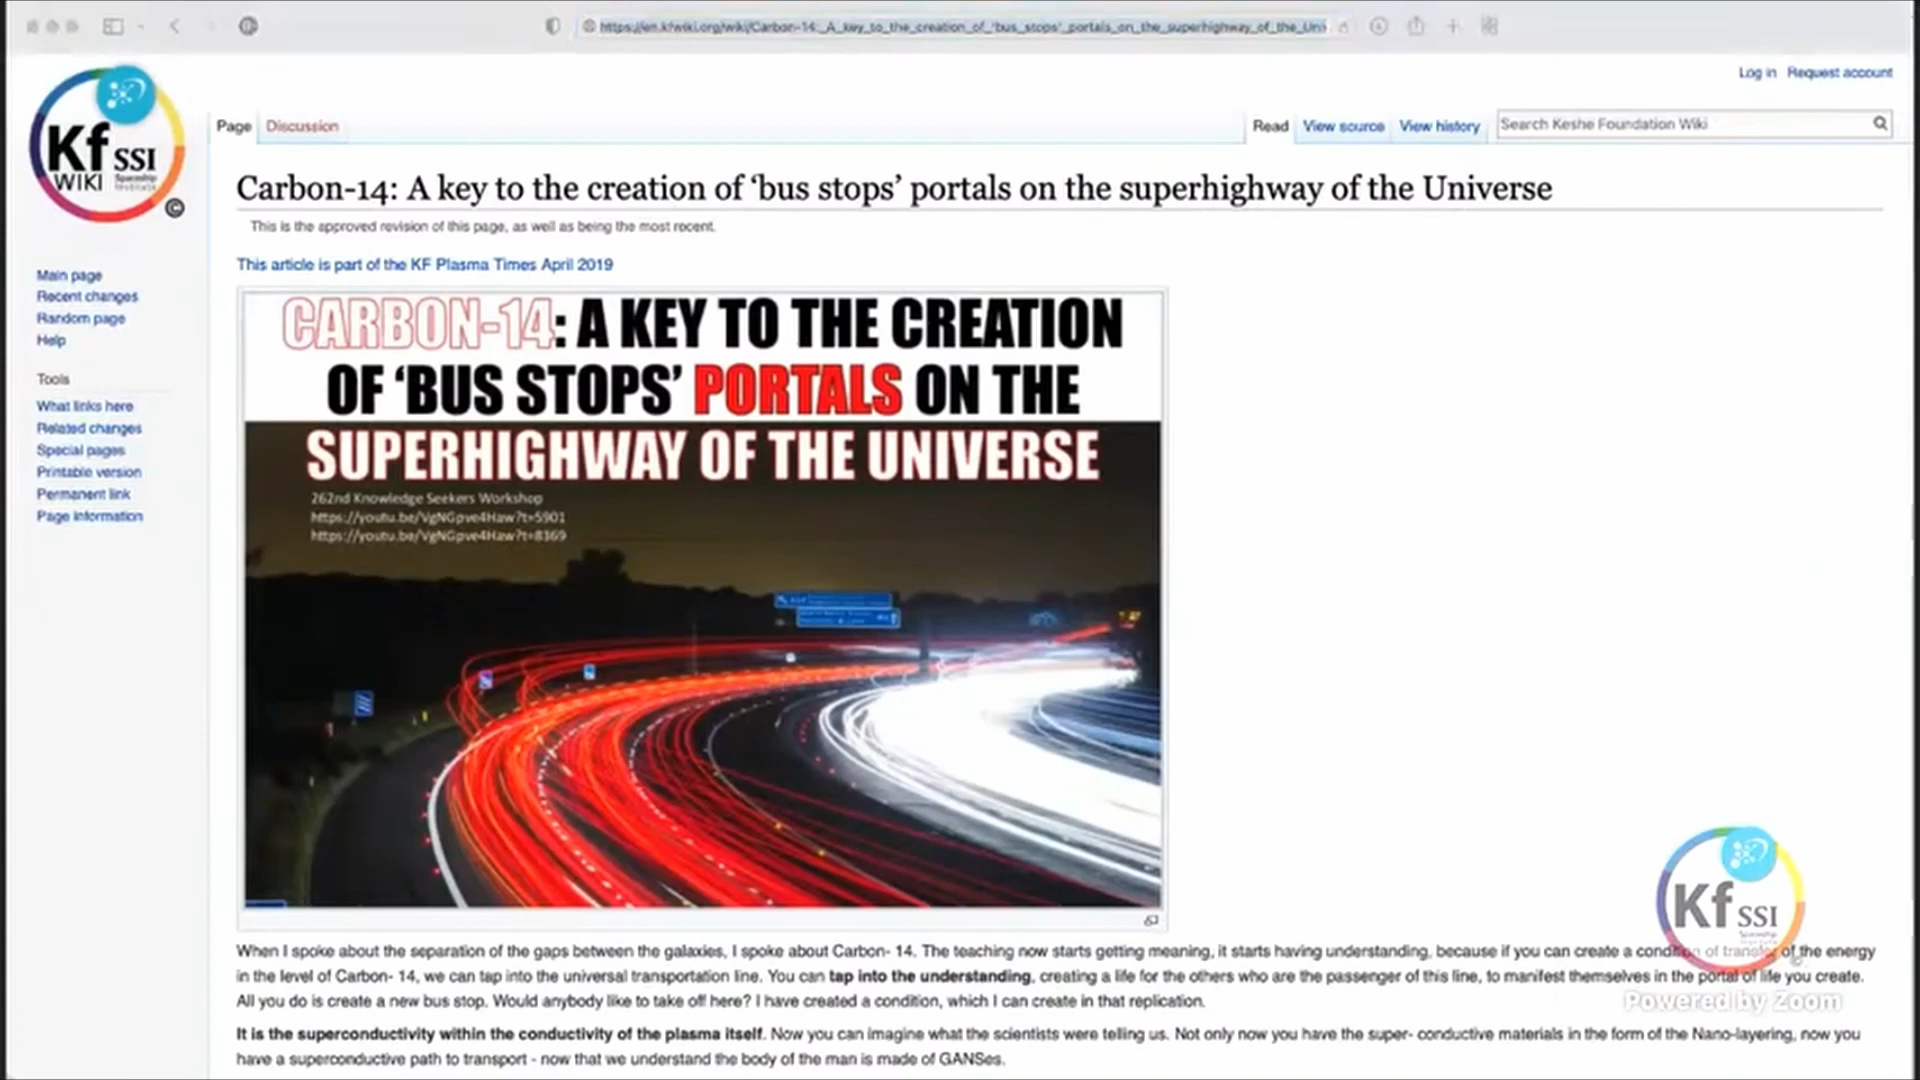 https://en.kfwiki.org/wiki/Carbon-14:_A_key_to_the_creation_of_'bus_stops'_portals_on_the_superhighway_of_the_Univ
Log in Request account
Kf SSI
WIKI Spaceship
Institute
©
Page Discussion
Read View source View history Search Keshe Foundation Wiki
Carbon-14: A key to the creation of ‘bus stops’ portals on the superhighway of the Universe
This is the approved revision of this page, as well as being the most recent.
This article is part of the KF Plasma Times April 2019
Main page
Recent changes
Random page
Help
Tools
What links here
Related changes
Special pages
Printable version
Permanent link
Page information
CARBON-14: A KEY TO THE CREATION
OF ‘BUS STOPS’ PORTALS ON THE
SUPERHIGHWAY OF THE UNIVERSE
262nd Knowledge Seekers Workshop
https://youtu.be/VgNGpve4Haw?t=5901
https://youtu.be/VgNGpve4Haw?t=8369
When I spoke about the separation of the gaps between the galaxies, I spoke about Carbon- 14. The teaching now starts getting meaning, it starts having understanding, because if you can create a condition of transfer of the energy
in the level of Carbon- 14, we can tap into the universal transportation line. You can tap into the understanding, creating a life for the others who are the passenger of this line, to manifest themselves in the portal of life you create.
All you do is create a new bus stop. Would anybody like to take off here? I have created a condition, which I can create in that replication.
It is the superconductivity within the conductivity of the plasma itself. Now you can imagine what the scientists were telling us. Not only now you have the super- conductive materials in the form of the Nano-layering, now you
have a superconductive path to transport - now that we understand the body of the man is made of GANSes.
Kf SSI
Powered by Zoom